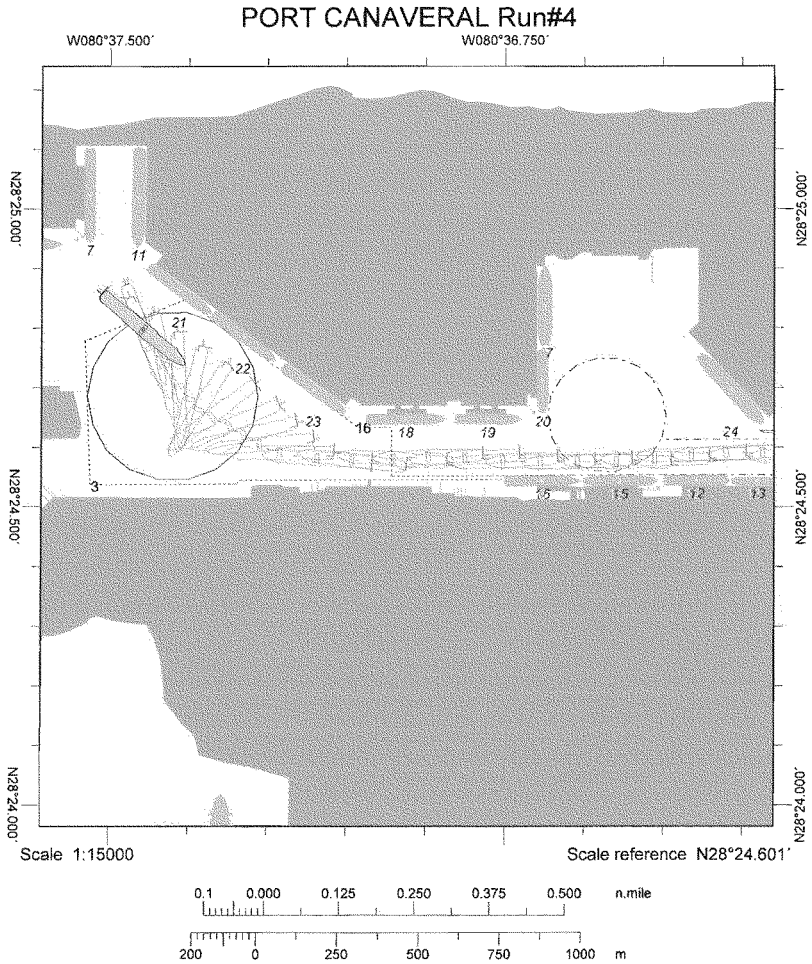 PORT CANAVERAL Run#4
W080°37.500´ W080°36.750´
N28°25.000´ N28°25.000´
7 11
21
7
22
23 16 18 19 20 24
3 15 12 13
N28°24.500´ N28°24.500´
N28°24.000´ N28°24.000´
Scale 1:15000 Scale reference N28°24.601´
0.1 0.000 0.125 0.250 0.375 0.500 n.mile
200 0 250 500 750 1000 m